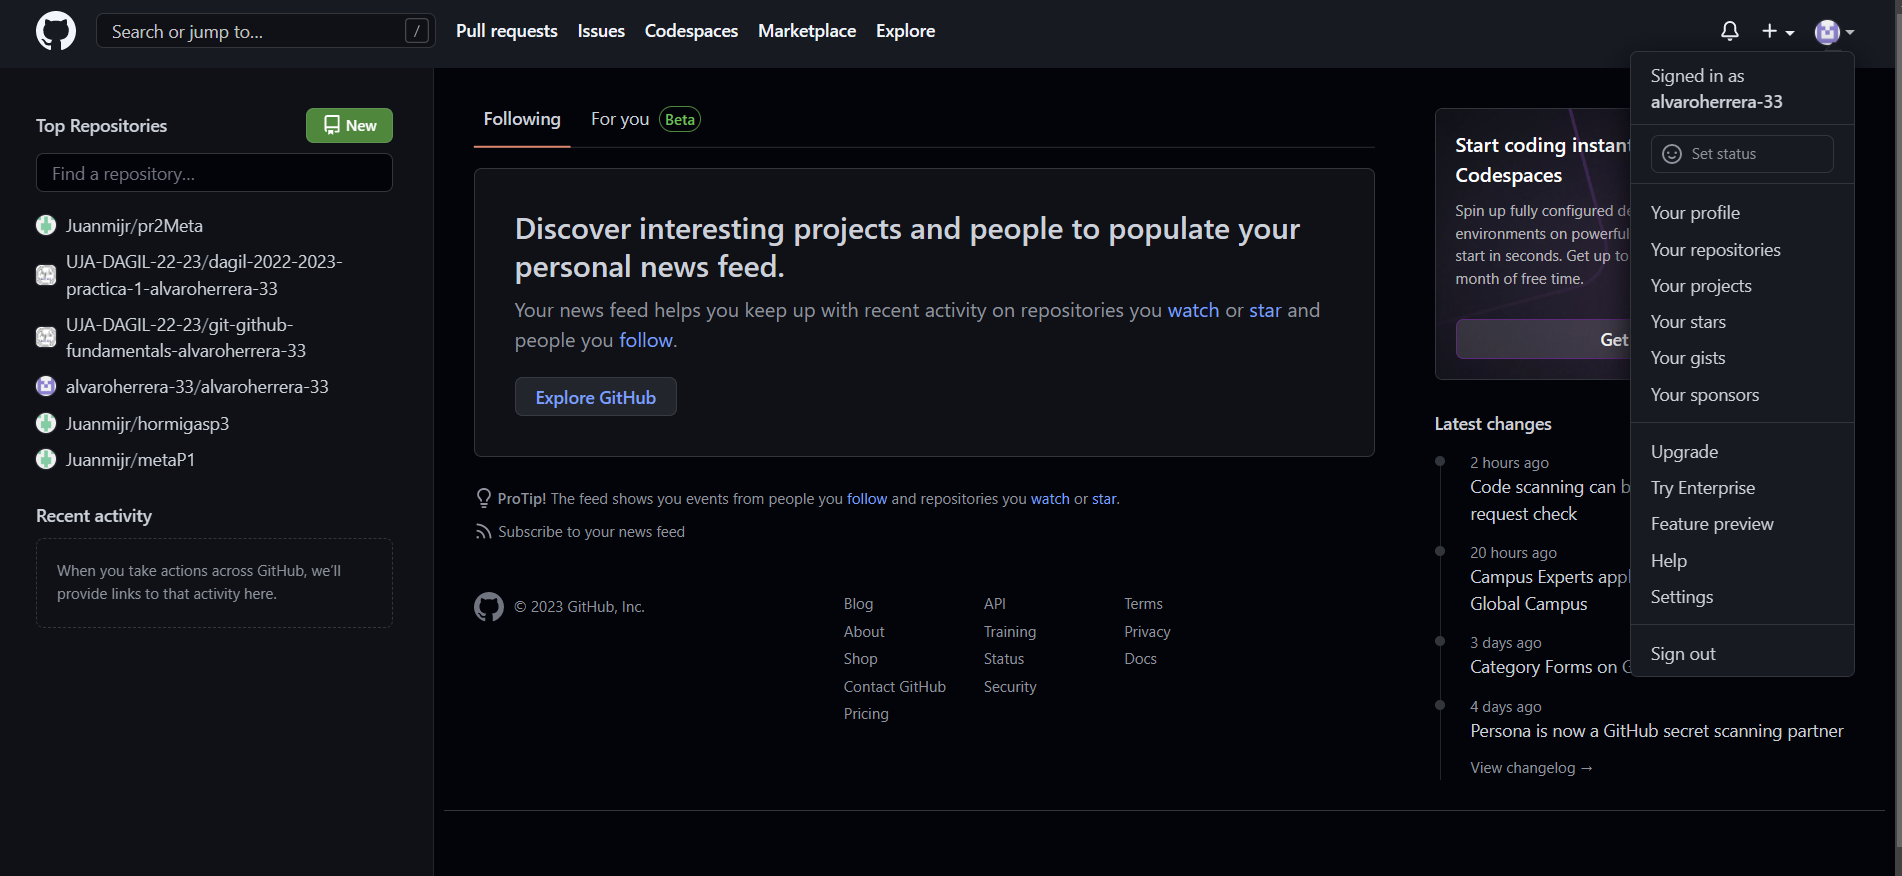 Search or jump to...
/
Pull requests
Issues
Codespaces
Marketplace
Explore
Signed in as
alvaroherrera-33
Set status
Your profile
Your repositories
Your projects
Your stars
Your gists
Your sponsors
Upgrade
Try Enterprise
Feature preview
Help
Settings
Sign out
Top Repositories
New
Find a repository...
Juanmijr/pr2Meta
UJA-DAGIL-22-23/dagil-2022-2023-
practica-1-alvaroherrera-33
UJA-DAGIL-22-23/git-github-
fundamentals-alvaroherrera-33
alvaroherrera-33/alvaroherrera-33
Juanmijr/hormigasp3
Juanmijr/metaP1
Recent activity
When you take actions across GitHub, we'll
provide links to that activity here.
Following
For you
Beta
Discover interesting projects and people to populate your
personal news feed.
Your news feed helps you keep up with recent activity on repositories you watch or star and
people you follow.
Explore GitHub
ProTip! The feed shows you events from people you follow and repositories you watch or star.
Subscribe to your news feed
© 2023 GitHub, Inc.
Blog
About
Shop
Contact GitHub
Pricing
API
Training
Status
Security
Terms
Privacy
Docs
Start coding
Codespaces
Spin up fully configured
environments on
start in seconds. Get up to
month of free time.
Get
Latest changes
2 hours ago
Code scanning can
request check
20 hours ago
Campus Experts
Global Campus
3 days ago
Category Forms on
4 days ago
Persona is now a GitHub secret scanning partner
View changelog →